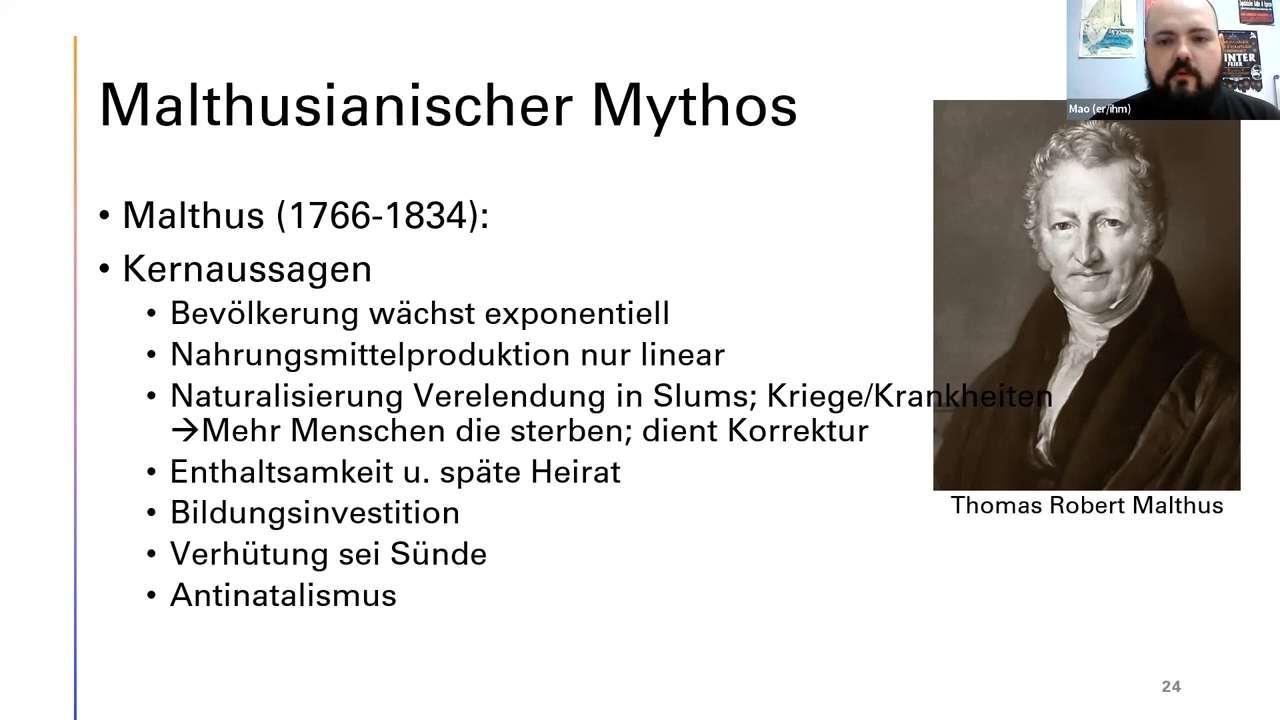 Malthusianischer Mythos
• Malthus (1766-1834):
• Kernaussagen
• Bevölkerung wächst exponentiell
• Nahrungsmittelproduktion nur linear
• Naturalisierung Verelendung in Slums; Kriege/Krankheiten
→Mehr Menschen die sterben; dient Korrektur
• Enthaltsamkeit u. späte Heirat
• Bildungsinvestition
• Verhütung sei Sünde
• Antinatalismus
Mao (er/ihm)
INTER
FEIER
Thomas Robert Malthus
24